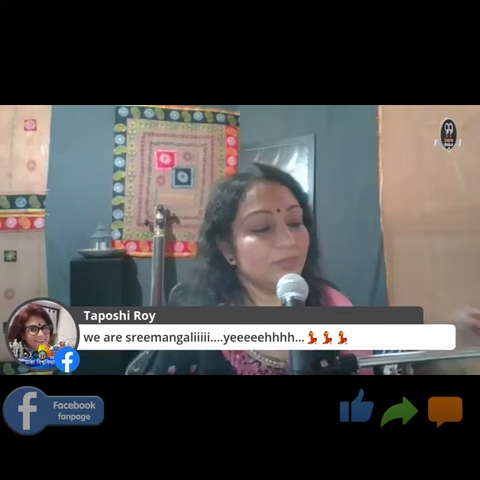 Taposhi Roy
we are sreemangaliiiii....yeeeeehhhh...💃💃💃
Facebook
fanpage